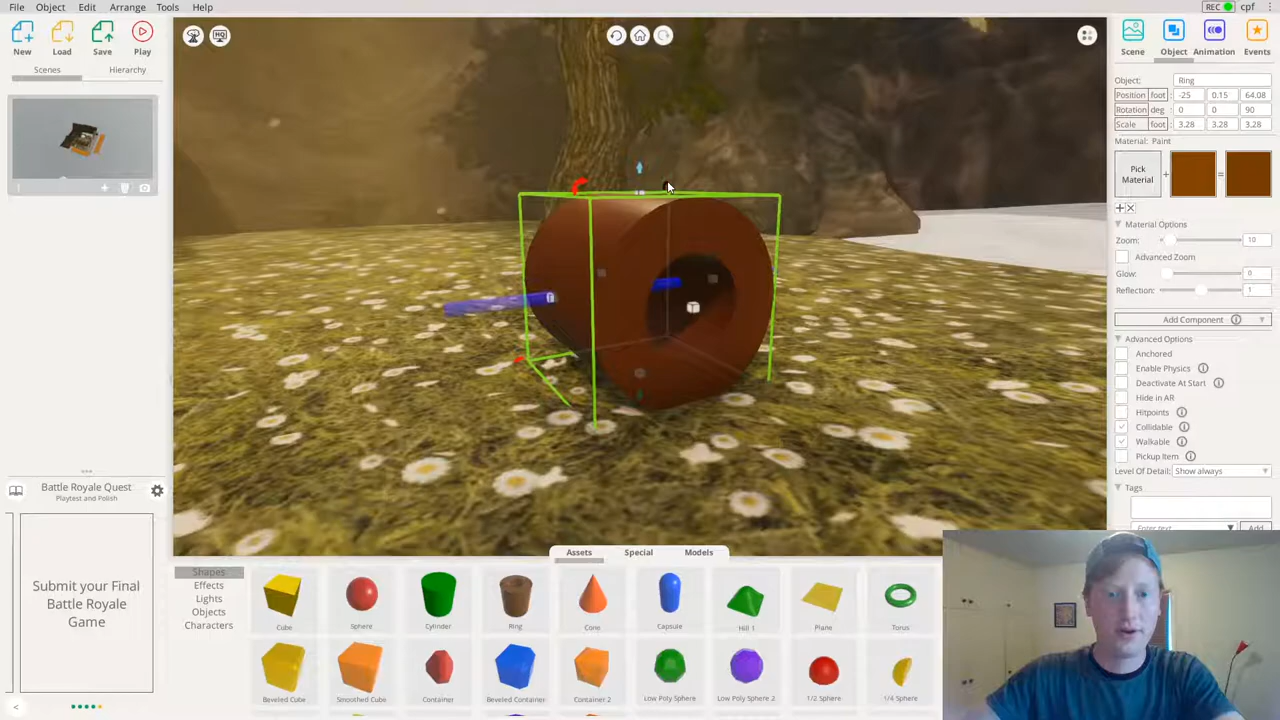 File Object Edit Arrange Tools Help
REC cpf
New Load Save Play
Scene Object Animation Events
Scenes Hierarchy
Object: Ring
Position foot -25 0.15 64.08
Rotation deg 0 0 90
Scale foot 3.28 3.28 3.28
Material: Paint
Pick Material + =
Material Options
Zoom: 10
Advanced Zoom
Glow: 0
Reflection: 1
Add Component
Advanced Options
Anchored
Enable Physics
Deactivate At Start
Hide in AR
Hitpoints
Collidable
Walkable
Pickup Item
Level Of Detail: Show always
Tags
Enter text Add
Battle Royale Quest
Playtest and Polish
Submit your Final
Battle Royale
Game
Assets Special Models
Shapes
Effects
Lights
Objects
Characters
Cube Sphere Cylinder Ring Cone Capsule Hill 1 Plane Torus
Beveled Cube Smoothed Cube Container Beveled Container Container 2 Low Poly Sphere Low Poly Sphere 2 1/2 Sphere 1/4 Sphere
HQ